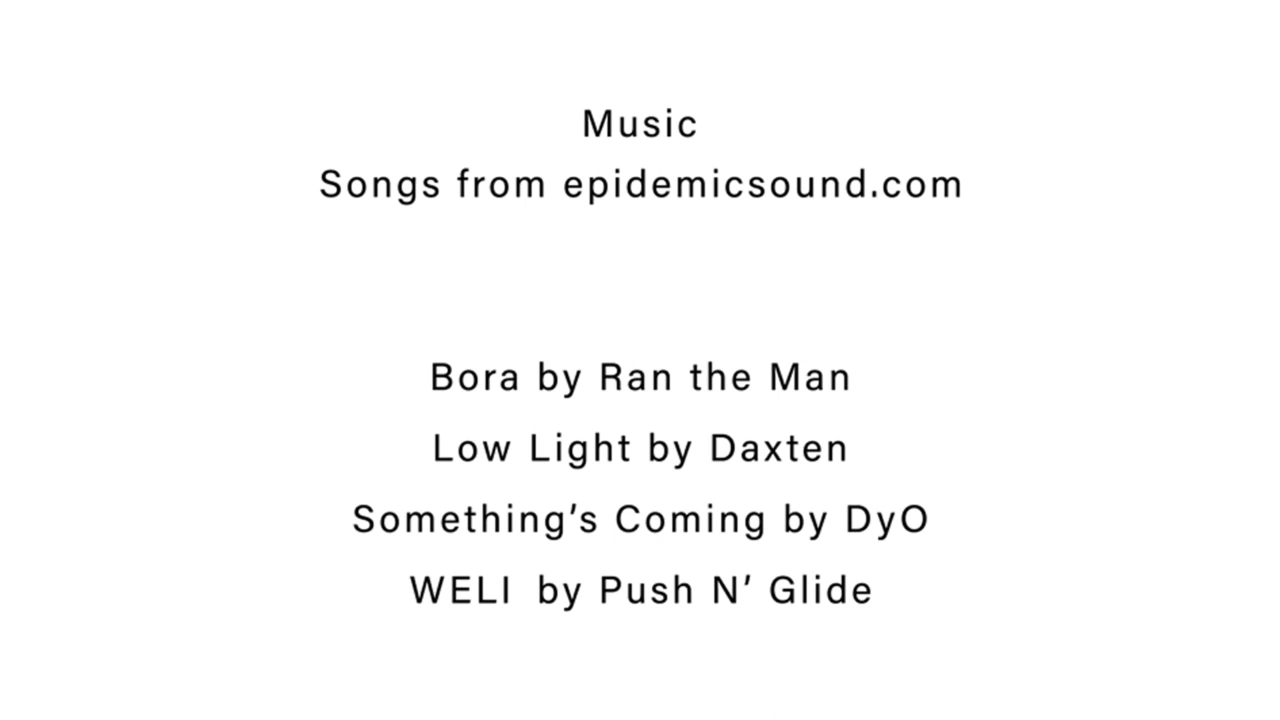 Music
Songs from epidemicsound.com
Bora by Ran the Man
Low Light by Daxten
Something’s Coming by DyO
WELI by Push N’ Glide